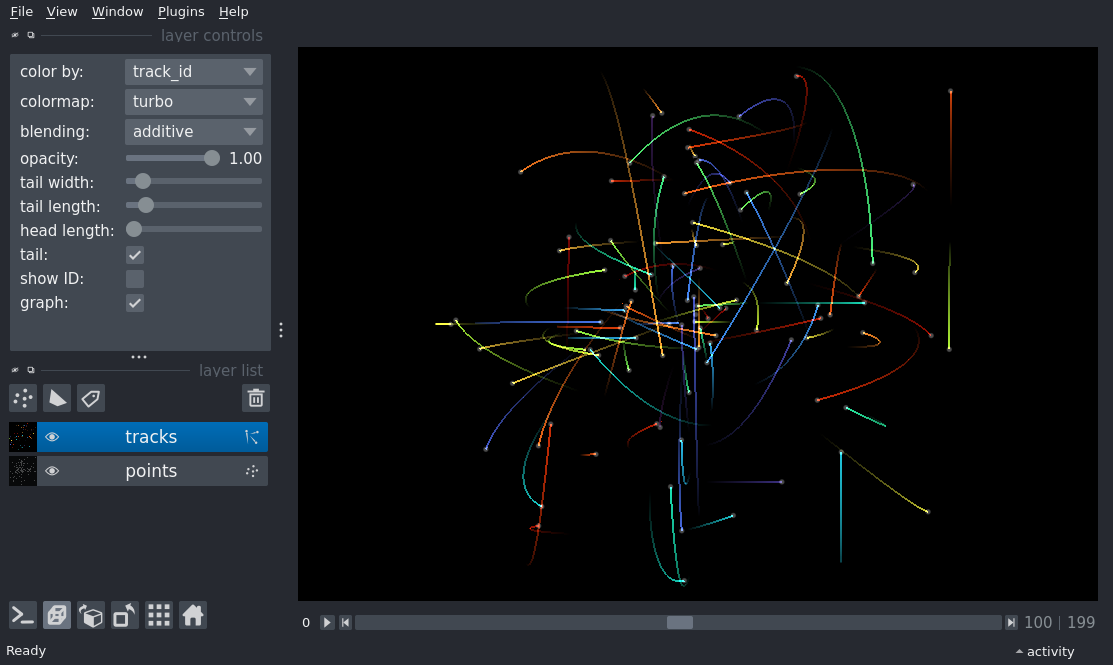 File View Window Plugins Help
layer controls
color by: track_id
colormap: turbo
blending: additive
opacity: 1.00
tail width:
tail length:
head length:
tail:
show ID:
graph:
layer list
tracks
points
0 100 | 199
Ready activity